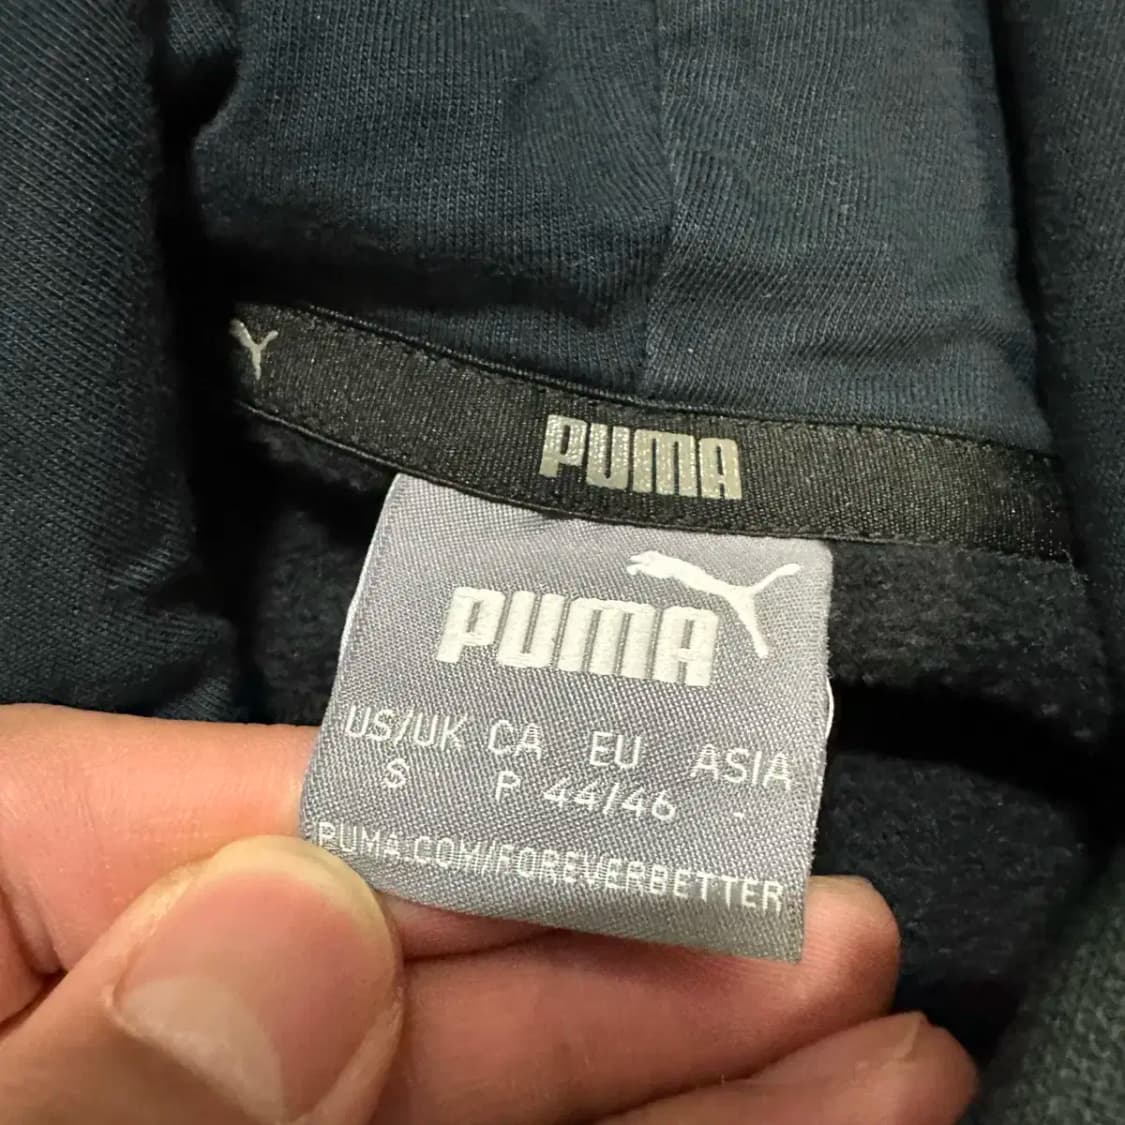 PUMA
PUMA
US/UK CA EU ASIA
S P 44/46 -
PUMA.COM/FOREVERBETTER